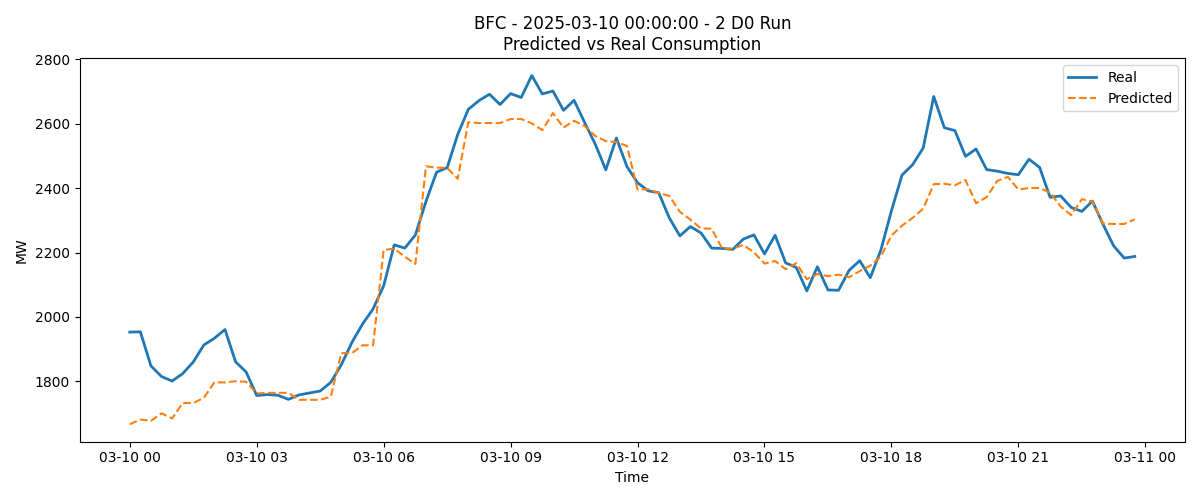 BFC - 2025-03-10 00:00:00 - 2 D0 Run
Predicted vs Real Consumption
Real
Predicted
MW
2800
2600
2400
2200
2000
1800
03-10 00
03-10 03
03-10 06
03-10 09
03-10 12
03-10 15
03-10 18
03-10 21
03-11 00
Time